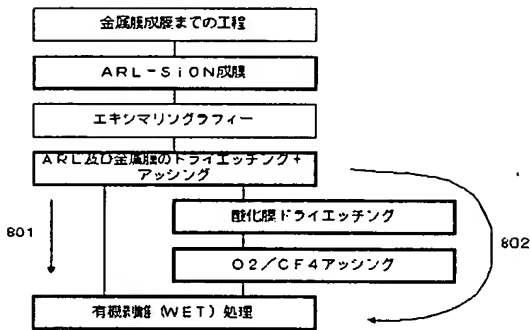 金属膜成膜までの工程
ARL-SiON成膜
エキシマリソグラフィー
ARL及び金属膜のドライエッチング+
アッシング
801
酸化膜ドライエッチング
802
O2/CF4アッシング
有機剥離(WET)処理